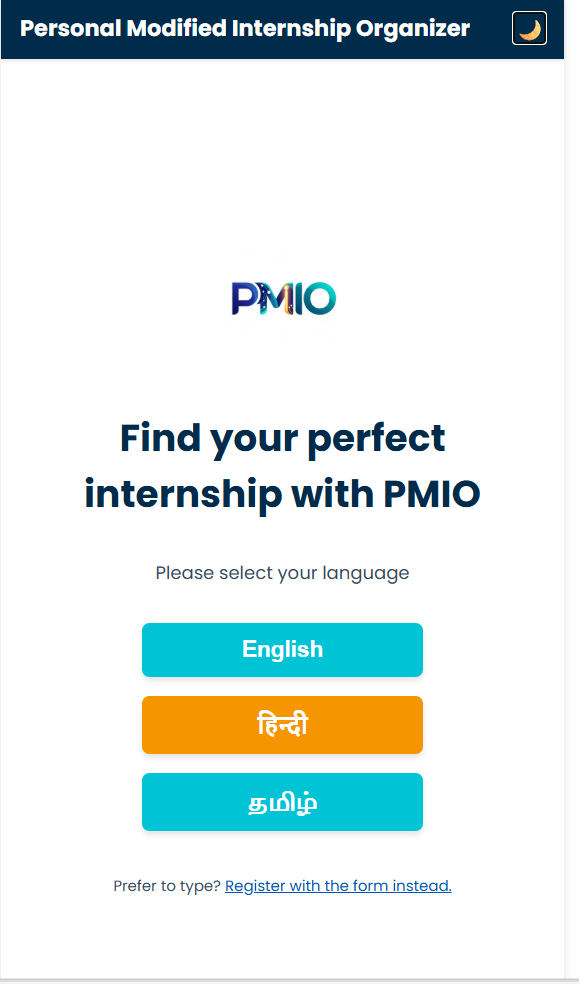 Personal Modified Internship Organizer
PMIO
Find your perfect
internship with PMIO
Please select your language
English
हिन्दी
தமிழ்
Prefer to type? Register with the form instead.